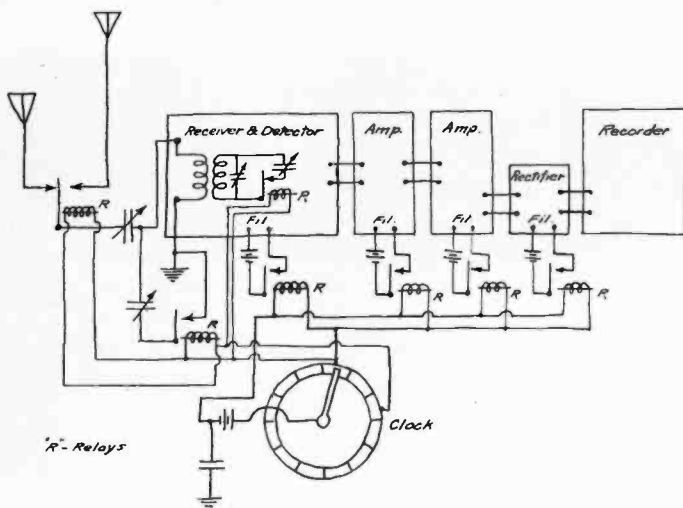 Receiver & Detector
Amp.
Amp.
Recorder
Rectifier
R
R.
Fil.
Fil.
Fil.
Fil.
R
R
R
R.
R
Clock
"R"-Relays